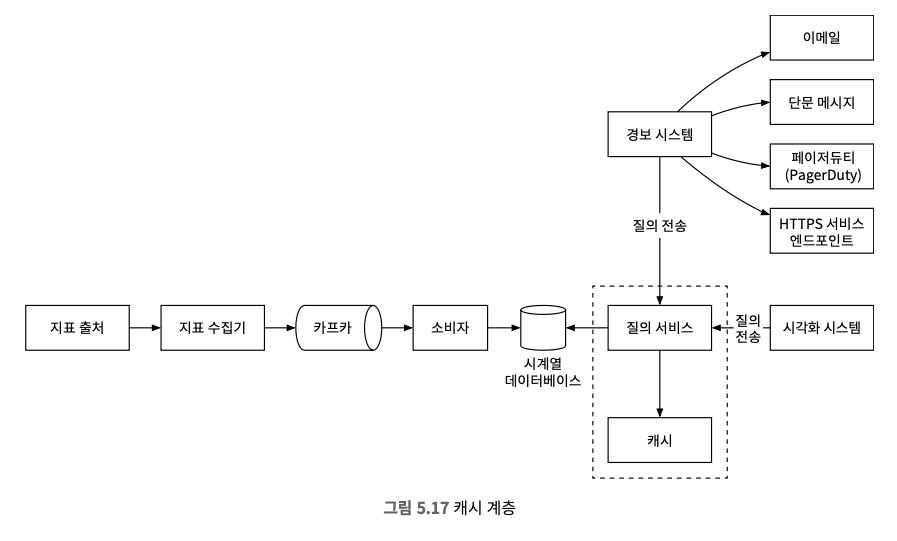 이메일
단문 메시지
경보 시스템
페이저듀티
(PagerDuty)
HTTPS 서비스
엔드포인트
질의 전송
지표 출처
지표 수집기
카프카
소비자
시계열
데이터베이스
질의 서비스
질의
전송
시각화 시스템
캐시
그림 5.17 캐시 계층